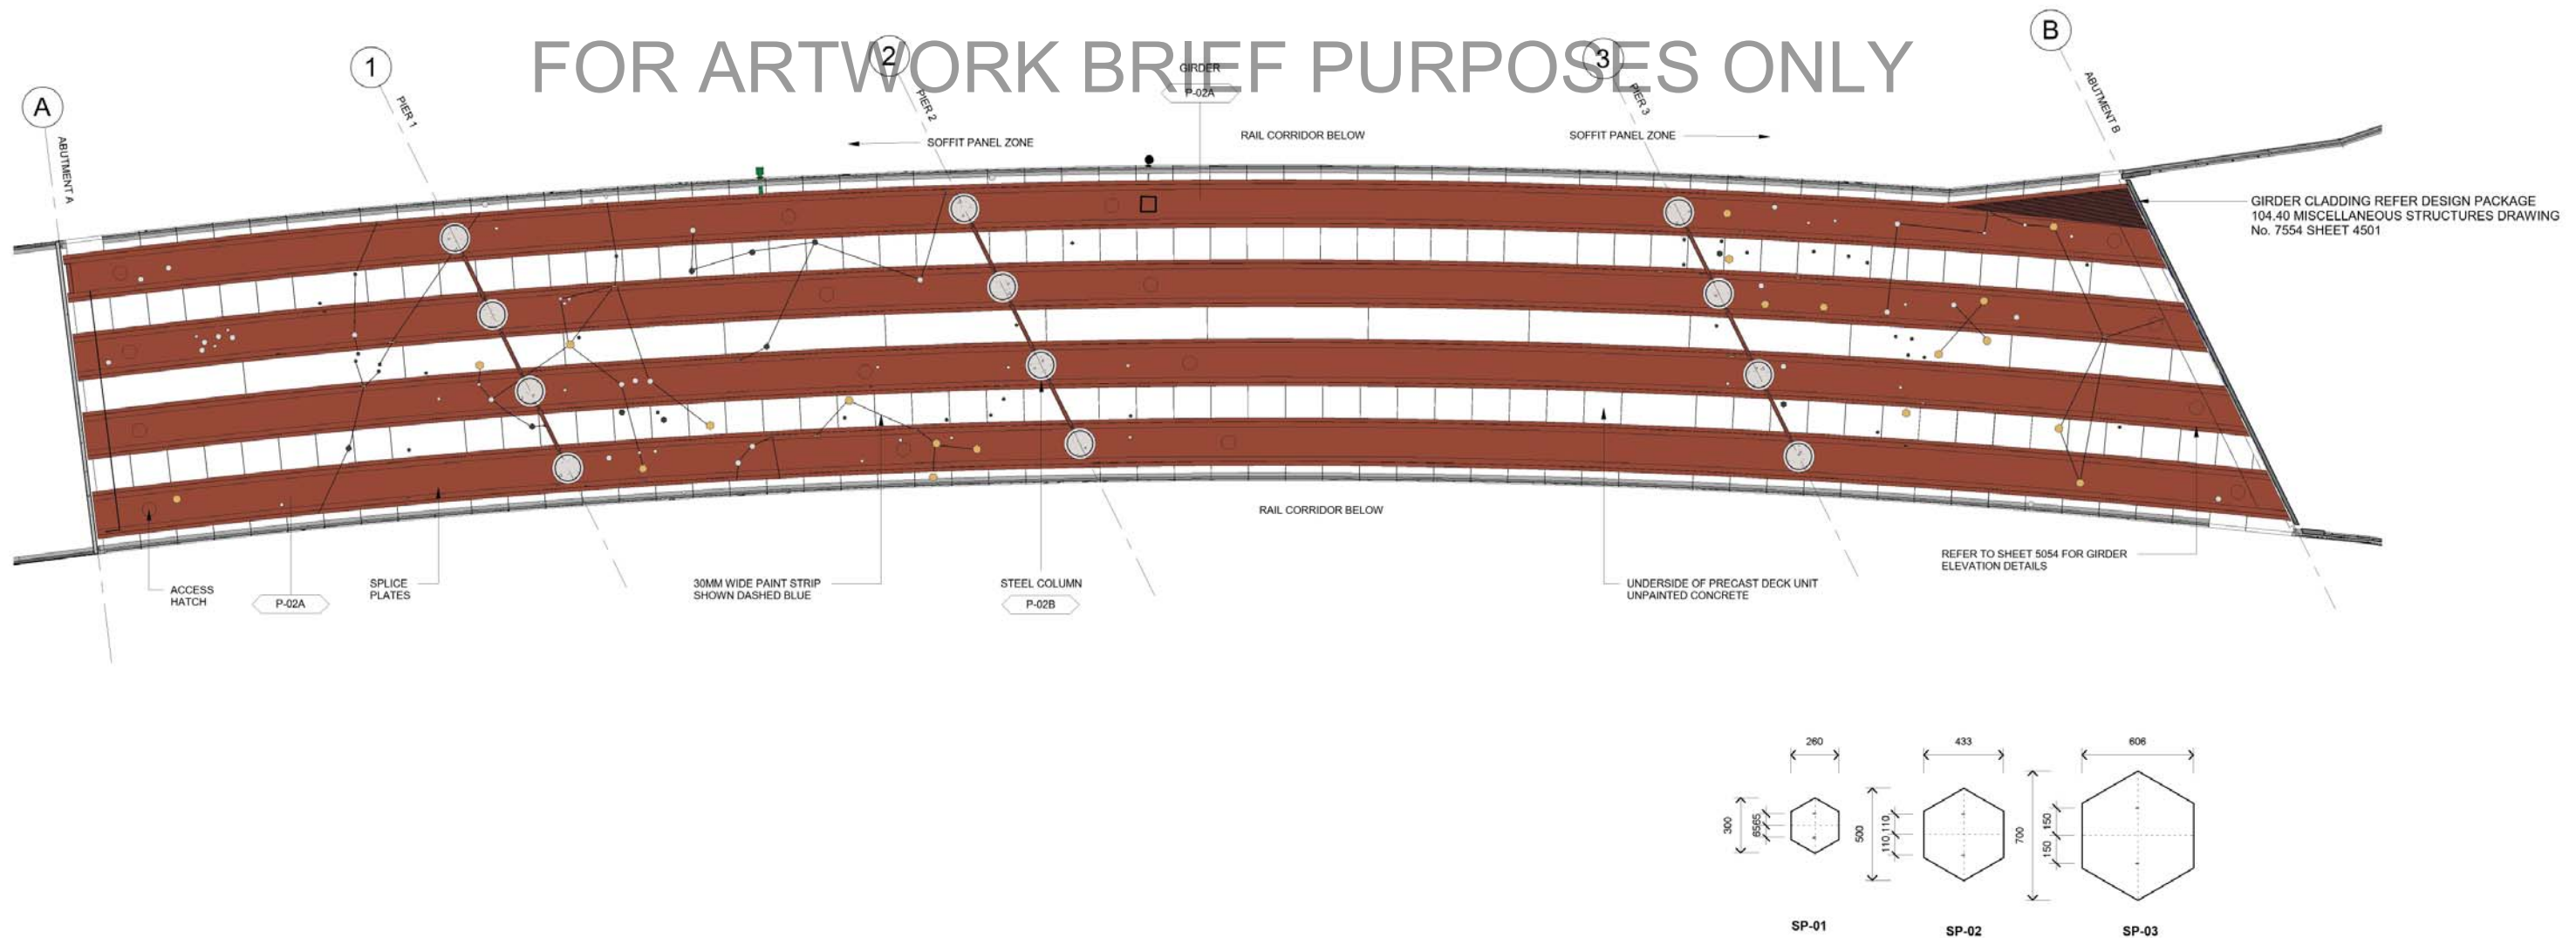 FOR ARTWORK BRIEF PURPOSES ONLY
A
1
2
3
B
ABUTMENT A
PIER 1
PIER 2
PIER 3
ABUTMENT B
GIRDER
P-02A
SOFFIT PANEL ZONE
RAIL CORRIDOR BELOW
SOFFIT PANEL ZONE
GIRDER CLADDING REFER DESIGN PACKAGE
104.40 MISCELLANEOUS STRUCTURES DRAWING
No. 7554 SHEET 4501
RAIL CORRIDOR BELOW
ACCESS
HATCH
P-02A
SPLICE
PLATES
30MM WIDE PAINT STRIP
SHOWN DASHED BLUE
STEEL COLUMN
P-02B
UNDERSIDE OF PRECAST DECK UNIT
UNPAINTED CONCRETE
REFER TO SHEET 5054 FOR GIRDER
ELEVATION DETAILS
260
433
606
300
6565
500
110 110
700
150
150
SP-01
SP-02
SP-03